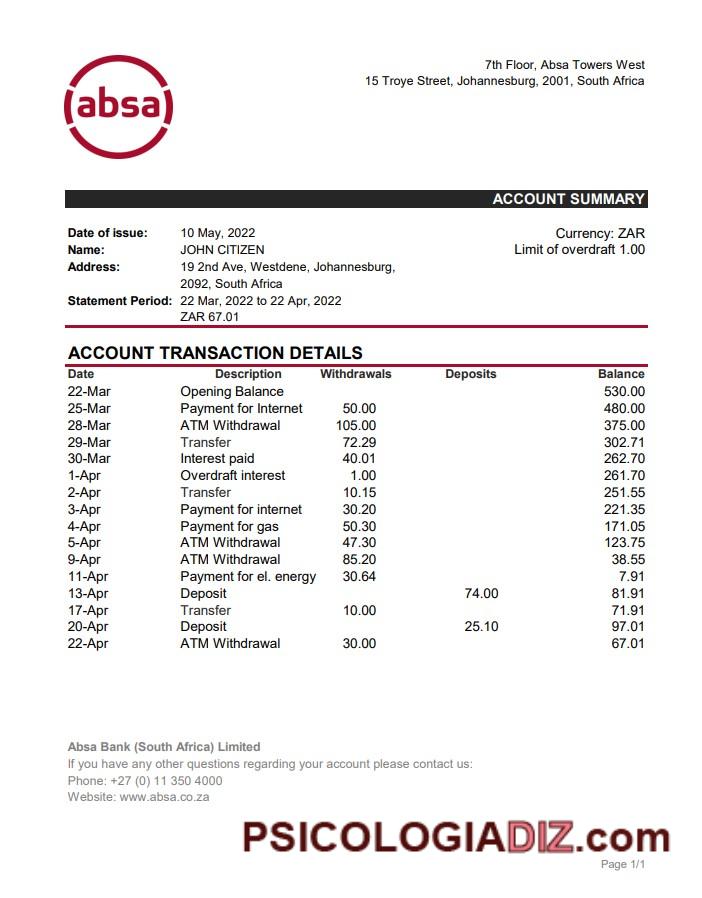 absa
7th Floor, Absa Towers West
15 Troye Street, Johannesburg, 2001, South Africa
ACCOUNT SUMMARY
Date of issue: 10 May, 2022 Currency: ZAR
Name: JOHN CITIZEN Limit of overdraft 1.00
Address: 19 2nd Ave, Westdene, Johannesburg,
2092, South Africa
Statement Period: 22 Mar, 2022 to 22 Apr, 2022
ZAR 67.01
ACCOUNT TRANSACTION DETAILS
Date Description Withdrawals Deposits Balance
22-Mar Opening Balance 530.00
25-Mar Payment for Internet 50.00 480.00
28-Mar ATM Withdrawal 105.00 375.00
29-Mar Transfer 72.29 302.71
30-Mar Interest paid 40.01 262.70
1-Apr Overdraft interest 1.00 261.70
2-Apr Transfer 10.15 251.55
3-Apr Payment for internet 30.20 221.35
4-Apr Payment for gas 50.30 171.05
5-Apr ATM Withdrawal 47.30 123.75
9-Apr ATM Withdrawal 85.20 38.55
11-Apr Payment for el. energy 30.64 7.91
13-Apr Deposit 74.00 81.91
17-Apr Transfer 10.00 71.91
20-Apr Deposit 25.10 97.01
22-Apr ATM Withdrawal 30.00 67.01
Absa Bank (South Africa) Limited
If you have any other questions regarding your account please contact us:
Phone: +27 (0) 11 350 4000
Website: www.absa.co.za
PSICOLOGIADIZ.com
Page 1/1